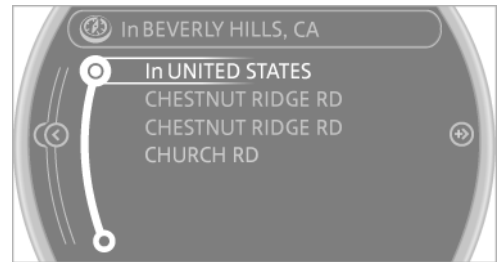 In BEVERLY HILLS, CA
In UNITED STATES
CHESTNUT RIDGE RD
CHESTNUT RIDGE RD
CHURCH RD